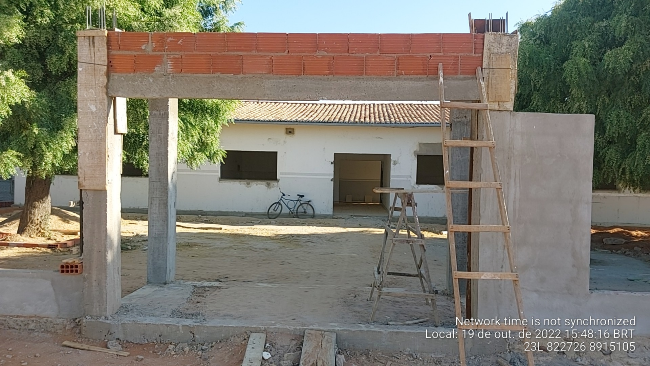 Network time is not synchronized
Local: 19 de out. de 2022 15:48:16 BRT
23L 822726 8915105